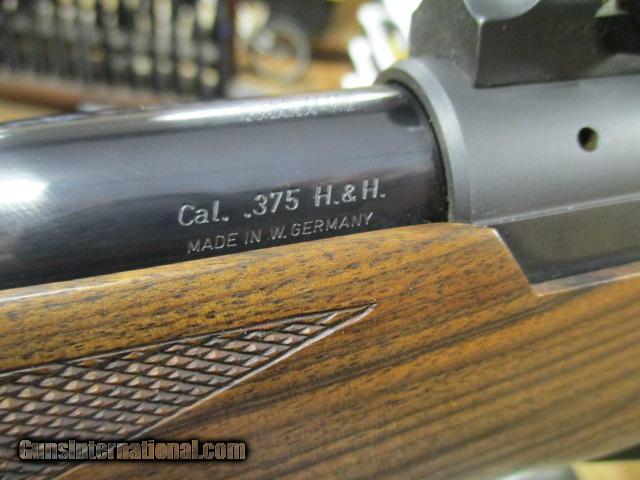 Cal. .375 H.&H.
MADE IN W. GERMANY
GunsInternational.com